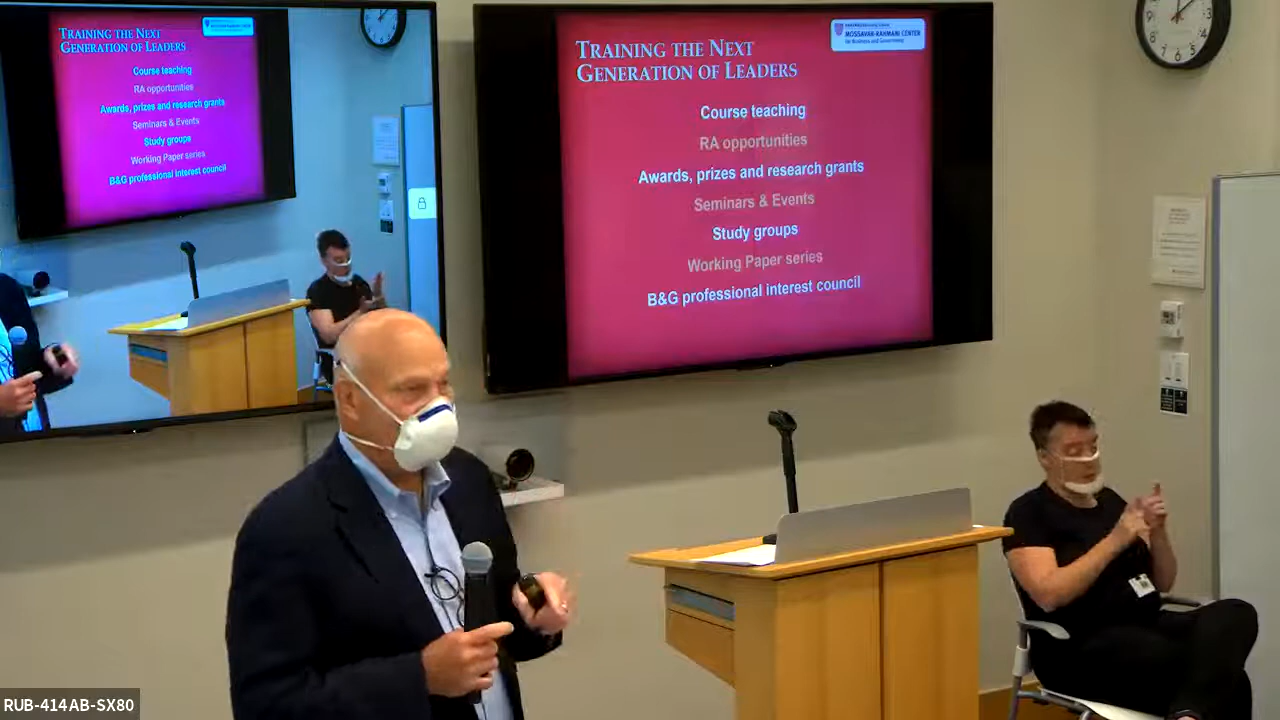 TRAINING THE NEXT
GENERATION OF LEADERS
Course teaching
RA opportunities
Awards, prizes and research grants
Seminars & Events
Study groups
Working Paper series
B&G professional interest council
TRAINING THE NEXT
GENERATION OF LEADERS
MOSSAVAR-RAHMANI CENTER
for Business and Government
Course teaching
RA opportunities
Awards, prizes and research grants
Seminars & Events
Study groups
Working Paper series
B&G professional interest council
RUB-414AB-SX80